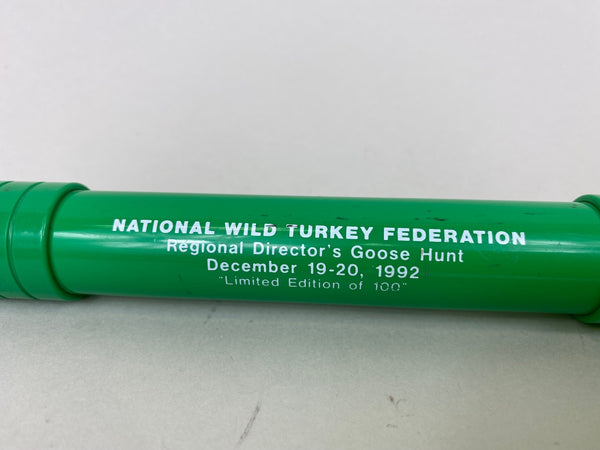 NATIONAL WILD TURKEY FEDERATION
Regional Director's Goose Hunt
December 19-20, 1992
"Limited Edition of 100"